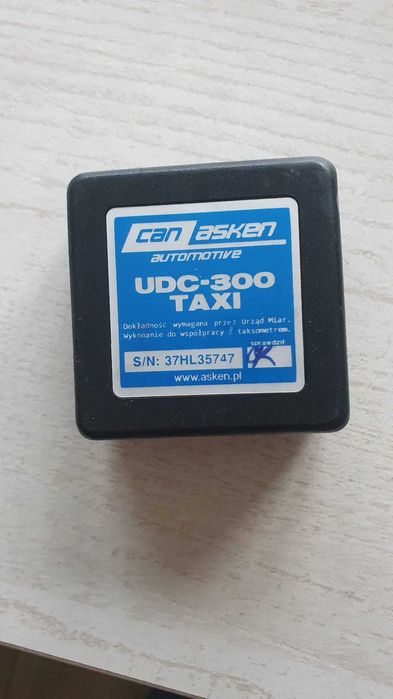 can asken
automotive
UDC-300
TAXI
Dokładność wymagana przez Urząd Miar.
Wykonanie do współpracy z taksometrem.
sprawdził
S/N: 37HL35747
www.asken.pl